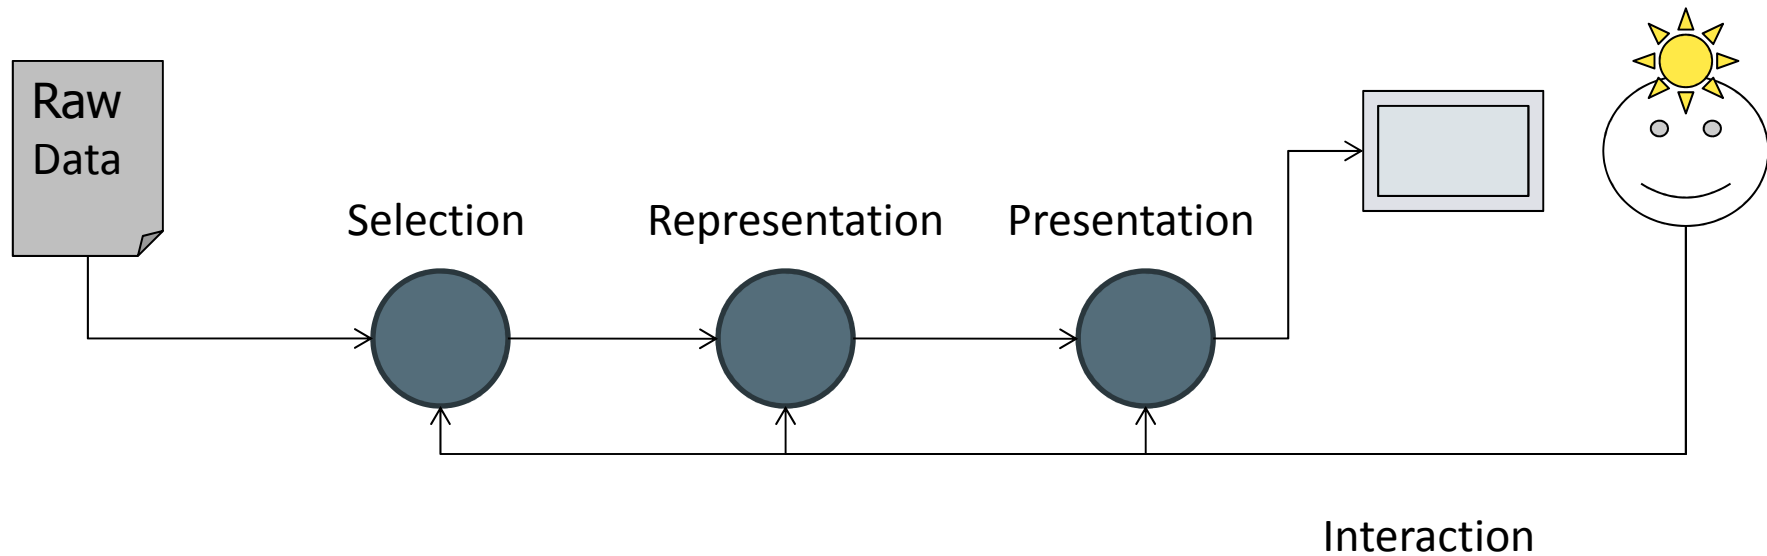 Raw
Data
Selection
Representation
Presentation
Interaction